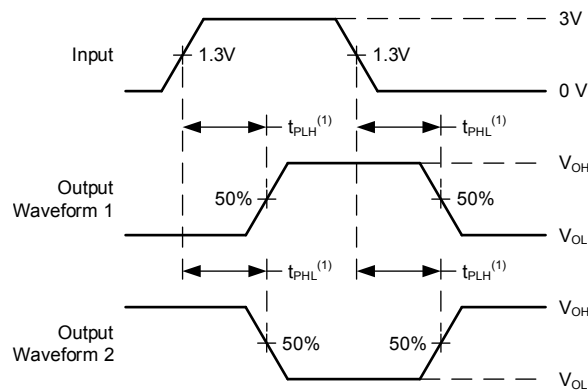 3V
Input
1.3V
1.3V
0 V
tPLH(1)
tPHL(1)
VOH
Output
Waveform 1
50%
50%
VOL
tPHL(1)
tPLH(1)
VOH
Output
Waveform 2
50%
50%
VOL